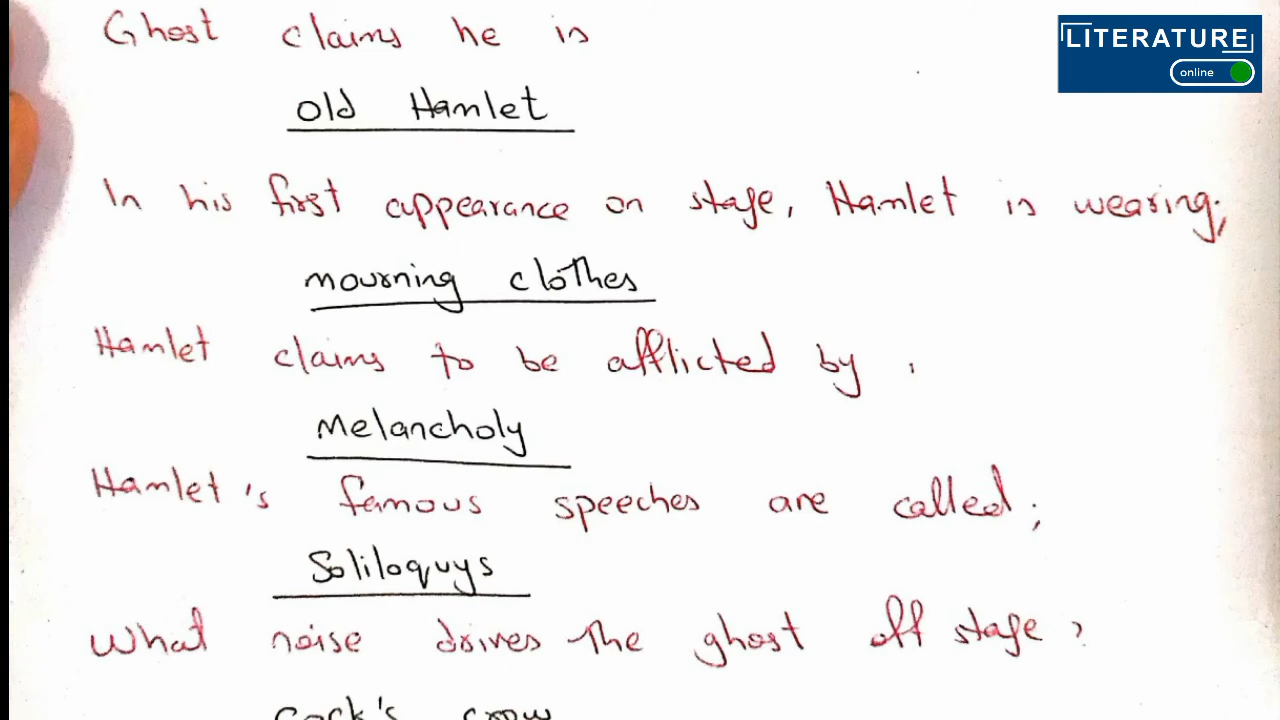 Ghost claims he is
old Hamlet
In his first appearance on stage, Hamlet is wearing;
mourning clothes
Hamlet claims to be afflicted by ,
Melancholy
Hamlet's famous speeches are called;
Soliloquys
What noise drives the ghost off stage ?
Cock's crow
LITERATURE
online